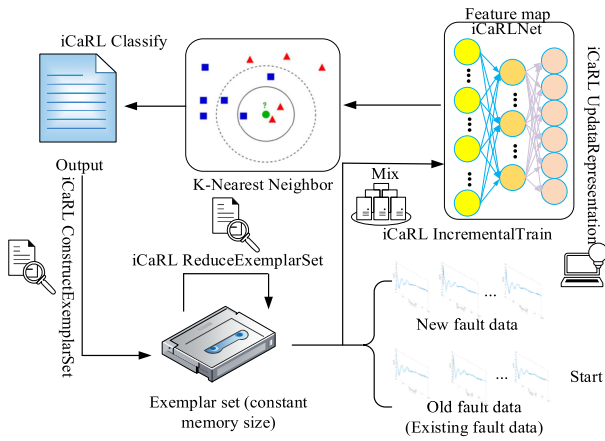 iCaRL Classify
Feature map
iCaRLNet
?
iCaRL UpdataRepresentation
Output
K-Nearest Neighbor
Mix
iCaRL IncrementalTrain
iCaRL ConstructExemplarSet
iCaRL ReduceExemplarSet
...
New fault data
...
Start
Exemplar set (constant
memory size)
Old fault data
(Existing fault data)